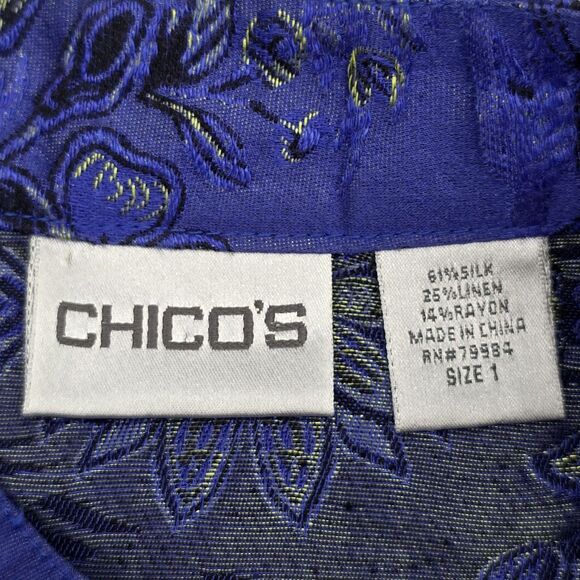 CHICO'S
61%SILK
25%LINEN
14%RAYON
MADE IN CHINA
RN#79984
SIZE 1